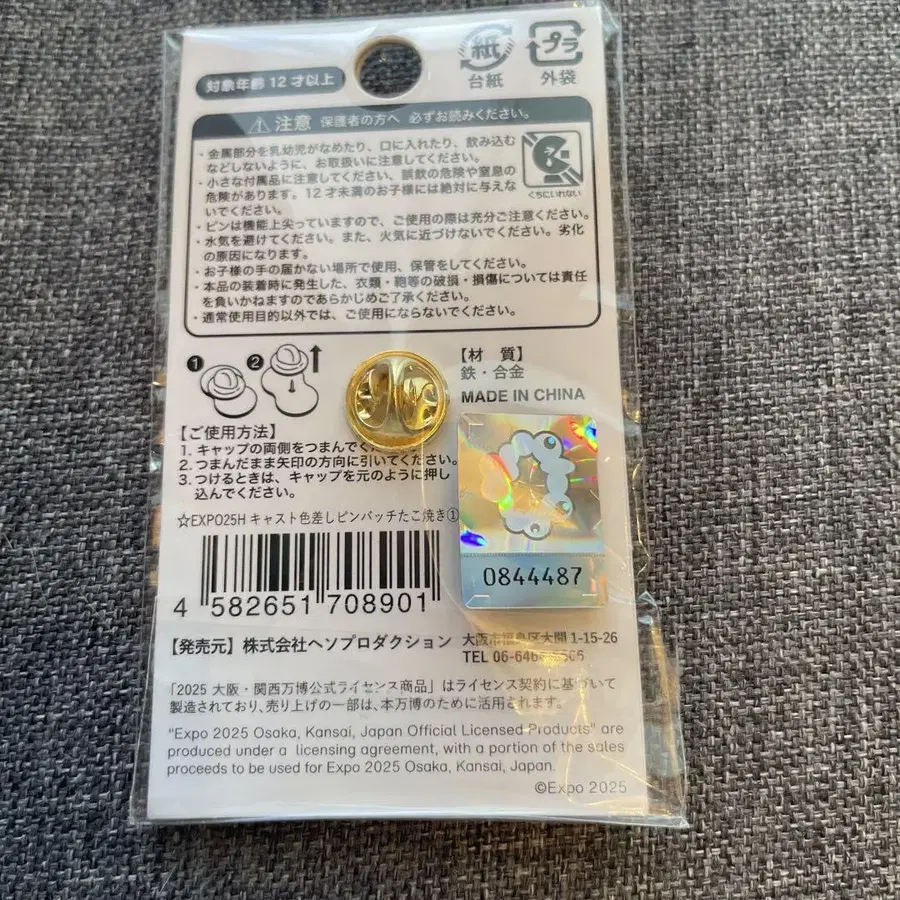 対象年齢 12 才以上
紙
台紙
プラ
外袋
⚠ 注意 保護者の方へ 必ずお読みください。
・金属部分を乳幼児がなめたり、口に入れたり、飲み込む
などしないように、お取扱いに注意してください。
・小さな付属品に注意してください、誤飲の危険や窒息の
危険があります。12 才未満のお子様には絶対に与えな
いでください。
くちにいれない
・ピンは機能上尖っていますので、ご使用の際は充分ご注意ください。
・水気を避けてください。また、火気に近づけないでください。劣化
の原因になります。
・お子様の手の届かない場所で使用、保管をしてください。
・本品の装着時に発生した、衣類・鞄等の破損・損傷については責任
を負いかねますのであらかじめご了承ください。
・通常使用目的以外では、ご使用にならないでください。
1 2
【材 質】
鉄・合金
MADE IN CHINA
【ご使用方法】
1. キャップの両側をつまんでく
2. つまんだまま矢印の方向に引いてください。
3. つけるときは、キャップを元のように押し
込んでください。
☆EXPO25H キャスト色差しピンバッチたこ焼き①
4 582651 708901
0844487
【発売元】株式会社ヘソプロダクション
大阪市福島区大開 1-15-26
TEL 06-646
「2025 大阪・関西万博公式ライセンス商品」はライセンス契約に基づいて
製造されており、売り上げの一部は、本万博のために活用されます。
"Expo 2025 Osaka, Kansai, Japan Official Licensed Products" are
produced under a licensing agreement, with a portion of the sales
proceeds to be used for Expo 2025 Osaka, Kansai, Japan.
©Expo 2025